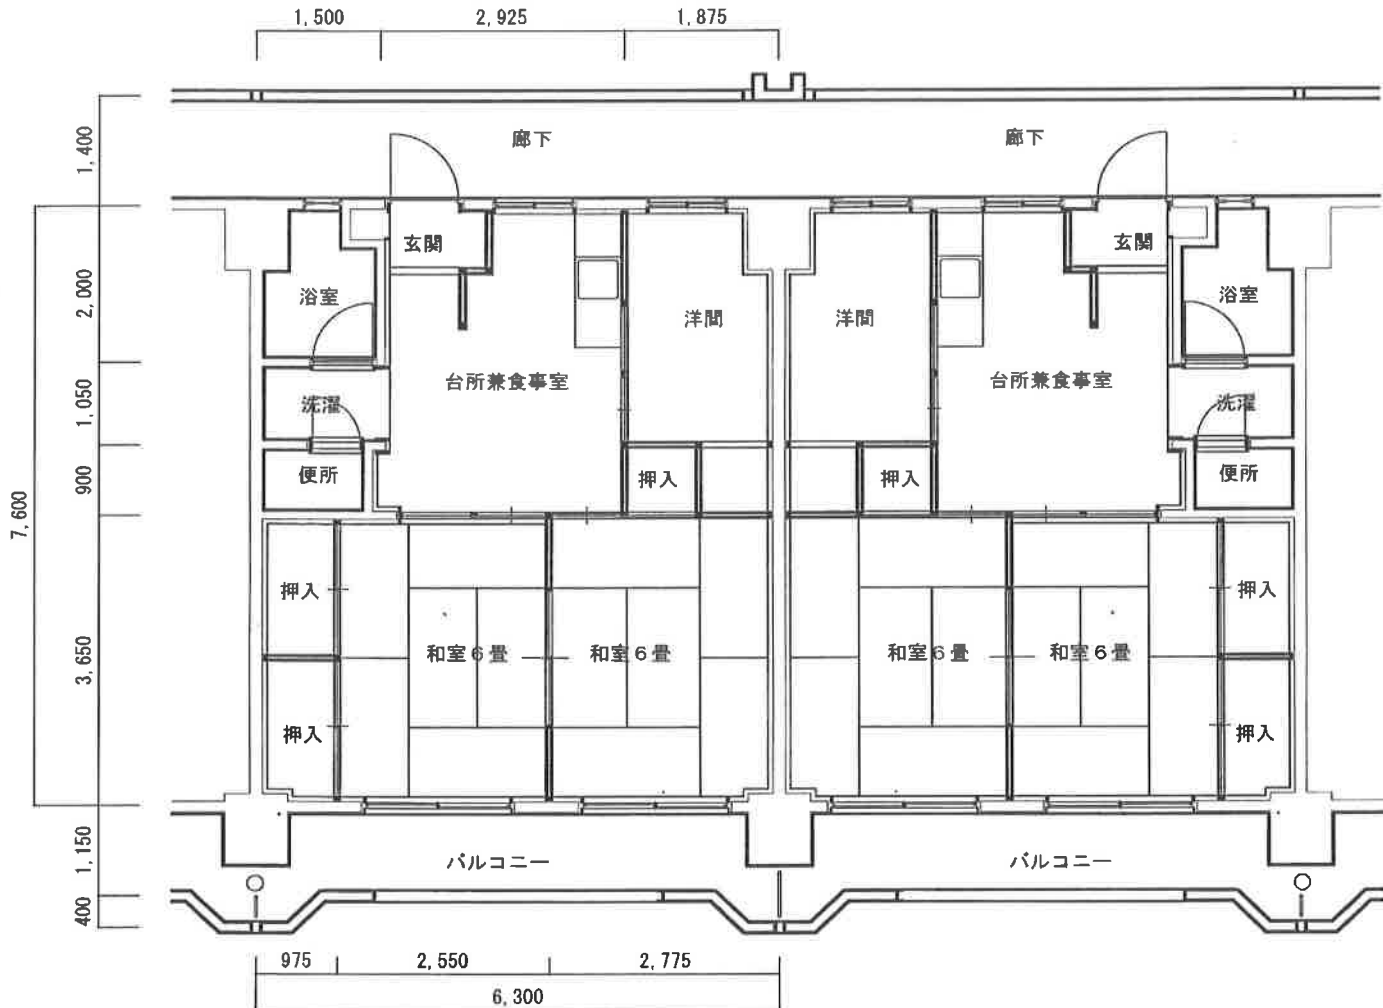 1,500 2,925 1,875
1,400
廊下 廊下
玄関 玄関
2,000
浴室 洋間 洋間 浴室
台所兼食事室 台所兼食事室
1,050
洗濯 洗濯
900
便所 押入 押入 便所
7,600
押入 押入
3,650
和室6畳 和室6畳 和室6畳 和室6畳
押入 押入
1,150
バルコニー バルコニー
400
975 2,550 2,775
6,300